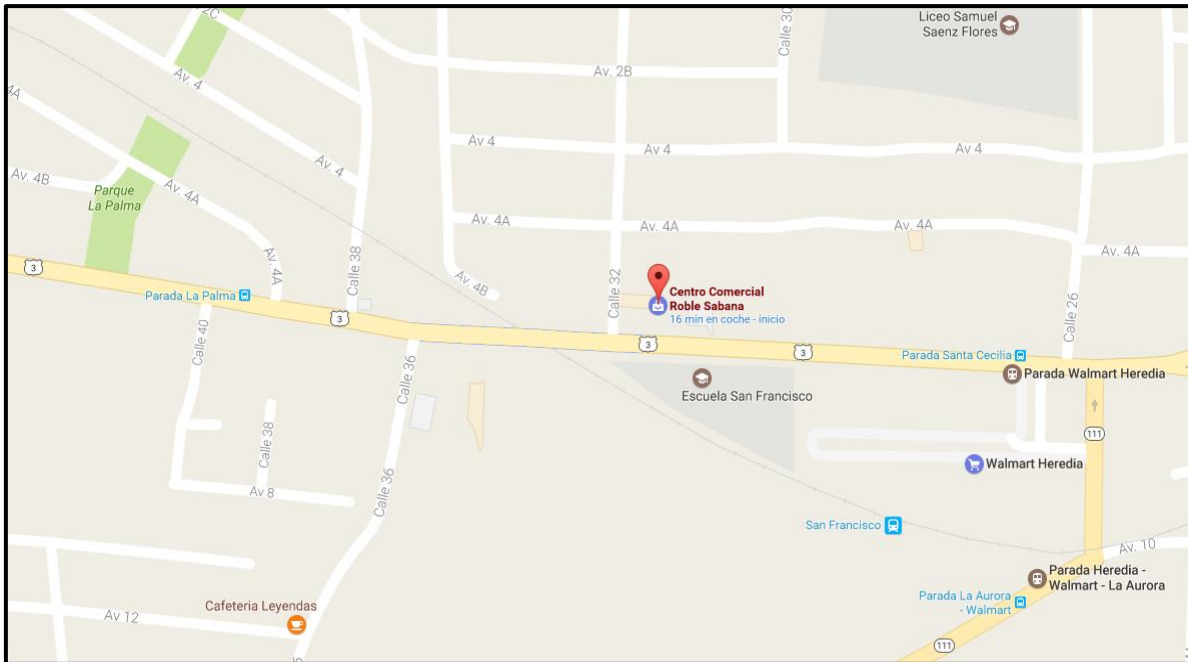 2C
Calle 30
Liceo Samuel
Saenz Flores
Av. 4
Av. 2B
4A
Av 4
Av 4
Av 4
Av. 4
Av. 4B
Parque
La Palma
Av. 4A
Av. 4A
Av. 4A
Av. 4A
Av. 4A
Calle 38
Av. 4A
3
Av. 4B
Calle 32
Centro Comercial
Roble Sabana
16 min en coche - inicio
Parada La Palma
3
Calle 26
Calle 40
3
3
Parada Santa Cecilia
Calle 36
Escuela San Francisco
Parada Walmart Heredia
Calle 38
111
Walmart Heredia
Calle 36
Av 8
San Francisco
Av. 10
Parada Heredia -
Walmart - La Aurora
Cafeteria Leyendas
Parada La Aurora
- Walmart
Av 12
111